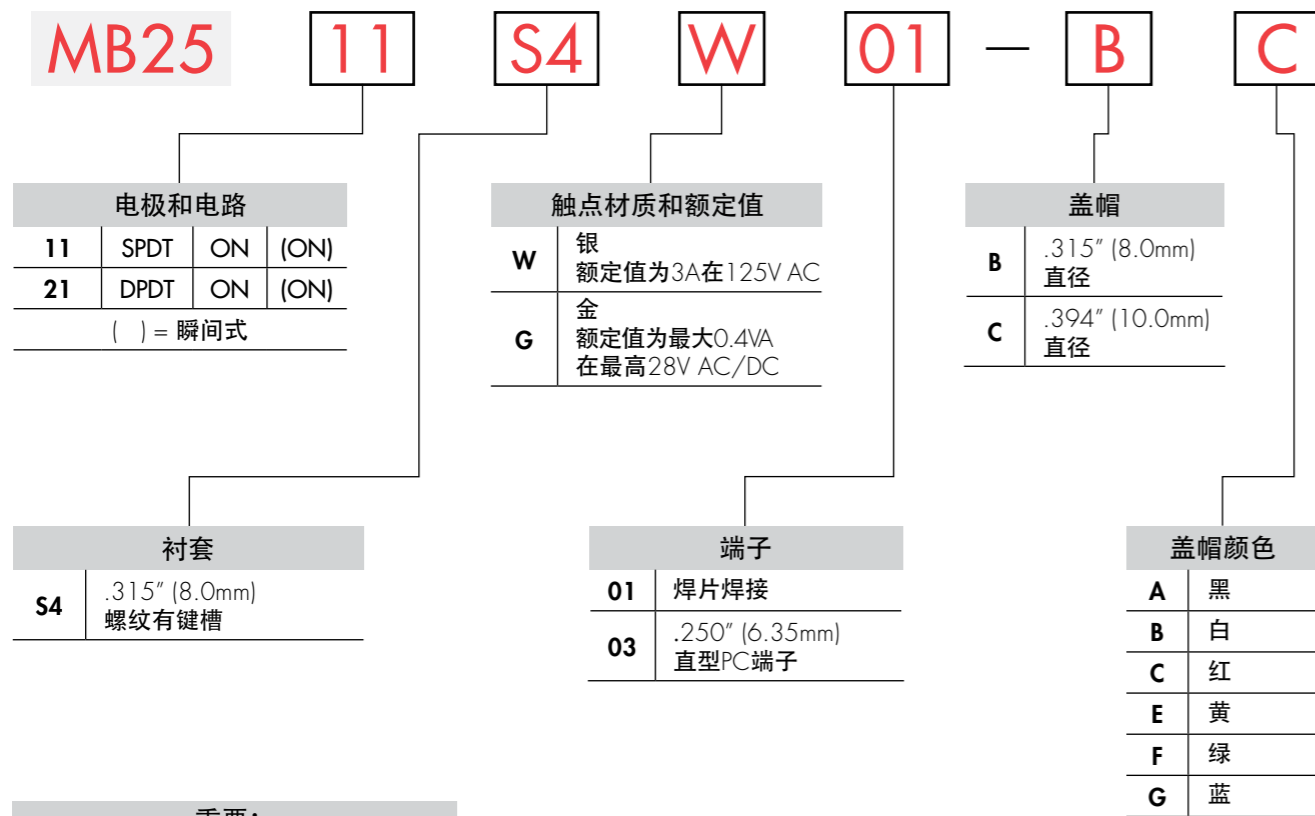 MB25 11 S4 W 01 — B C
电极和电路
11 SPDT ON (ON)
21 DPDT ON (ON)
( ) = 瞬间式
触点材质和额定值
W 银
额定值为3A在125V AC
G 金
额定值为最大0.4VA
在最高28V AC/DC
盖帽
B .315” (8.0mm)
直径
C .394” (10.0mm)
直径
衬套
S4 .315” (8.0mm)
螺纹有键槽
端子
01 焊片焊接
03 .250” (6.35mm)
直型PC端子
盖帽颜色
A 黑
B 白
C 红
E 黄
F 绿
G 蓝
重要: